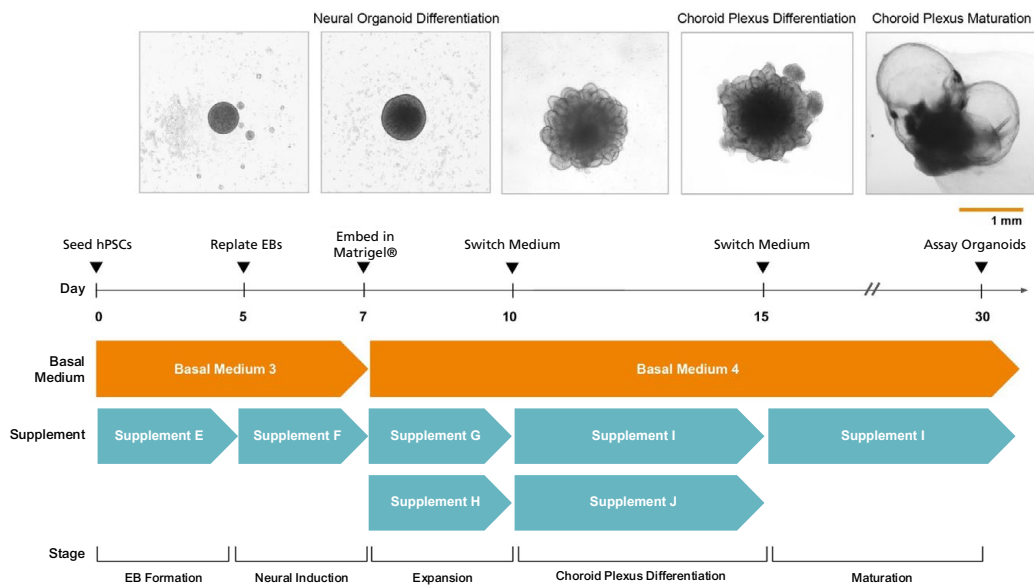 Neural Organoid Differentiation
Choroid Plexus Differentiation
Choroid Plexus Maturation
1 mm
Seed hPSCs
Replate EBs
Embed in
Matrigel®
Switch Medium
Switch Medium
Assay Organoids
Day
0
5
7
10
15
30
Basal
Medium
Basal Medium 3
Basal Medium 4
Supplement
Supplement E
Supplement F
Supplement G
Supplement I
Supplement I
Supplement H
Supplement J
Stage
EB Formation
Neural Induction
Expansion
Choroid Plexus Differentiation
Maturation